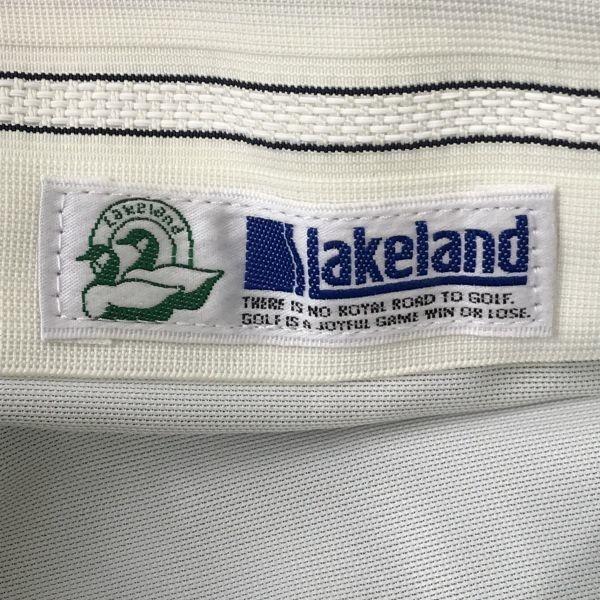 Lakeland
Lakeland
THERE IS NO ROYAL ROAD TO GOLF.
GOLF IS A JOYFUL GAME WIN OR LOSE.